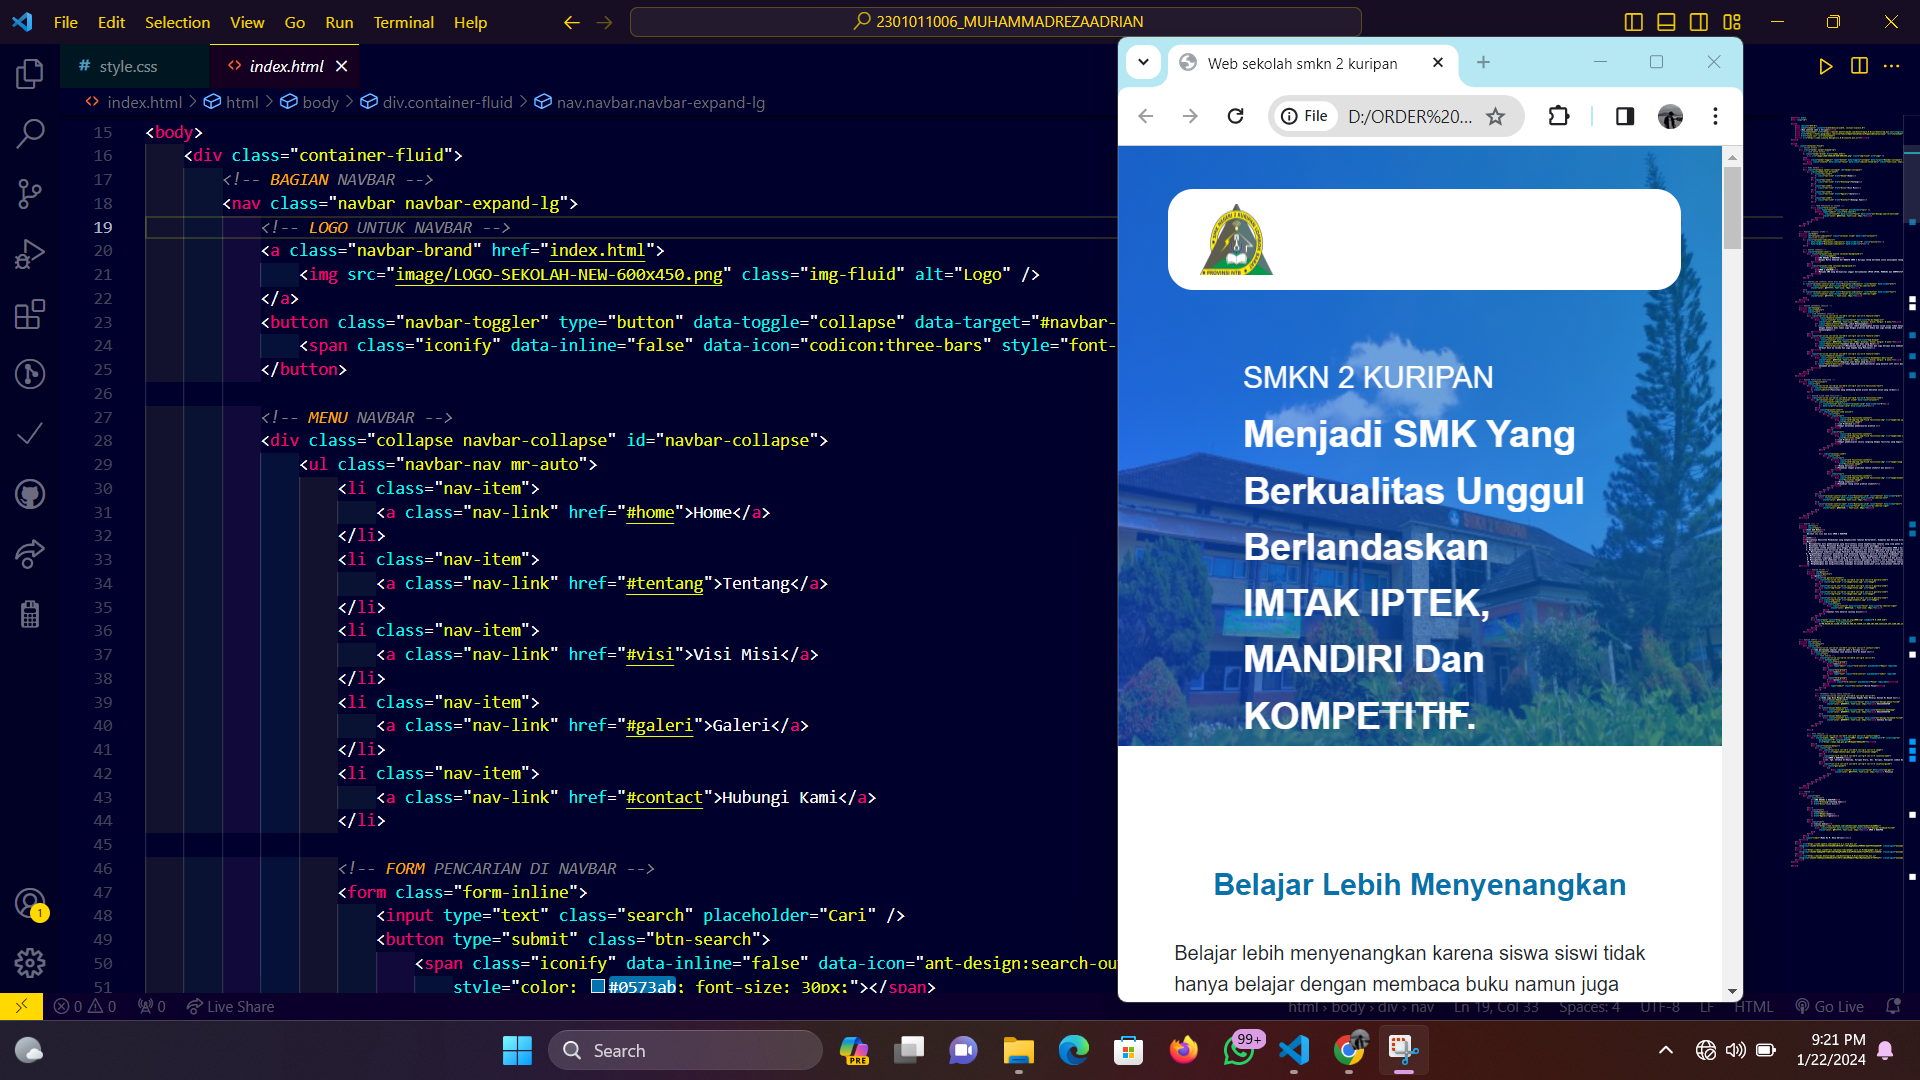 File Edit Selection View Go Run Terminal Help
2301011006_MUHAMMADREZAADRIAN
# style.css
<> index.html
<> index.html > html > body > div.container-fluid > nav.navbar.navbar-expand-lg
15 <body>
16 <div class="container-fluid">
17 <!-- BAGIAN NAVBAR -->
18 <nav class="navbar navbar-expand-lg">
19 <!-- LOGO UNTUK NAVBAR -->
20 <a class="navbar-brand" href="index.html">
21 <img src="image/LOGO-SEKOLAH-NEW-600x450.png" class="img-fluid" alt="Logo" />
22 </a>
23 <button class="navbar-toggler" type="button" data-toggle="collapse" data-target="#navbar-
24 <span class="iconify" data-inline="false" data-icon="codicon:three-bars" style="font-
25 </button>
26
27 <!-- MENU NAVBAR -->
28 <div class="collapse navbar-collapse" id="navbar-collapse">
29 <ul class="navbar-nav mr-auto">
30 <li class="nav-item">
31 <a class="nav-link" href="#home">Home</a>
32 </li>
33 <li class="nav-item">
34 <a class="nav-link" href="#tentang">Tentang</a>
35 </li>
36 <li class="nav-item">
37 <a class="nav-link" href="#visi">Visi Misi</a>
38 </li>
39 <li class="nav-item">
40 <a class="nav-link" href="#galeri">Galeri</a>
41 </li>
42 <li class="nav-item">
43 <a class="nav-link" href="#contact">Hubungi Kami</a>
44 </li>
45
46 <!-- FORM PENCARIAN DI NAVBAR -->
47 <form class="form-inline">
48 <input type="text" class="search" placeholder="Cari" />
49 <button type="submit" class="btn-search">
50 <span class="iconify" data-inline="false" data-icon="ant-design:search-ou
51 style="color: #0573ab; font-size: 30px;"></span>
Web sekolah smkn 2 kuripan
File D:/ORDER%20...
PROVINSI NTB
SMKN 2 KURIPAN
Menjadi SMK Yang
Berkualitas Unggul
Berlandaskan
IMTAK IPTEK,
MANDIRI Dan
KOMPETITIF.
Belajar Lebih Menyenangkan
Belajar lebih menyenangkan karena siswa siswi tidak
hanya belajar dengan membaca buku namun juga
1
0 0 0 Live Share
html › body › div › nav Ln 19, Col 33 Spaces: 4 UTF-8 LF HTML Go Live
Search
PRE
99+
9:21 PM
1/22/2024